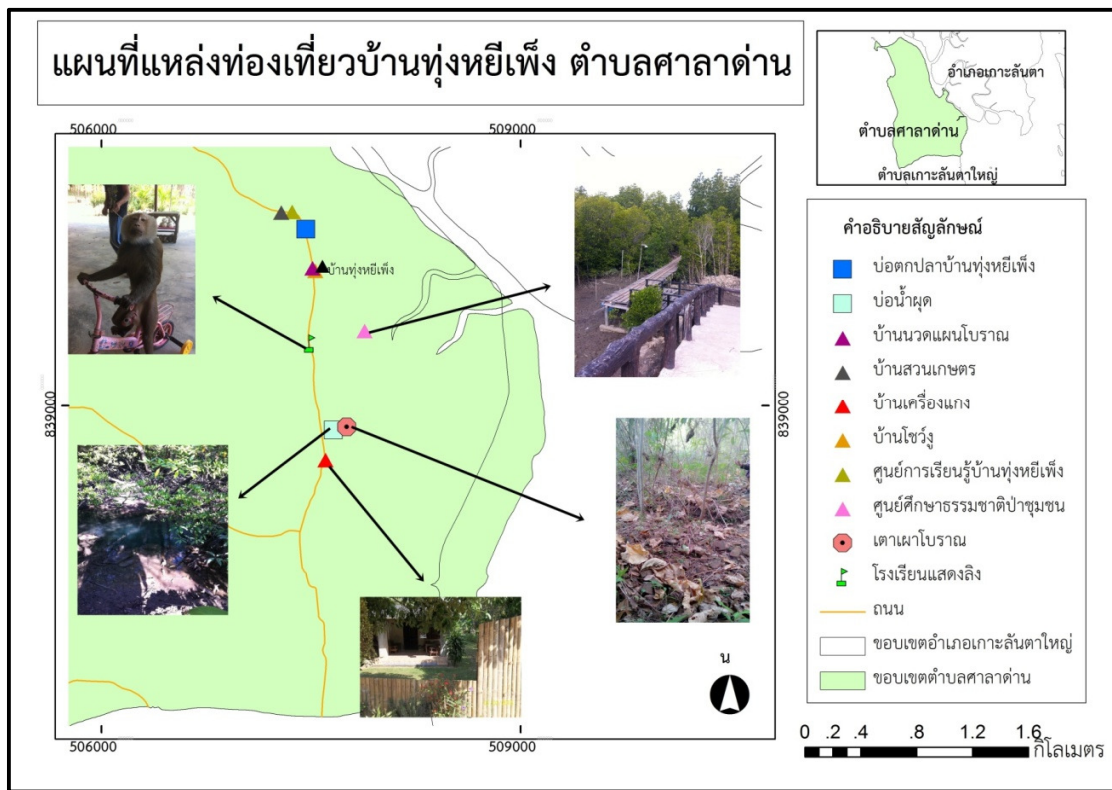 แผนที่แหล่งท่องเที่ยวบ้านทุ่งหยีเพ็ง ตำบลศาลาด่าน
อำเภอเกาะลันตา
ตำบลศาลาด่าน
ตำบลเกาะลันตาใหญ่
506000
509000
839000
839000
บ้านทุ่งหยีเพ็ง
น
506000
509000
คำอธิบายสัญลักษณ์
บ่อตกปลาบ้านทุ่งหยีเพ็ง
บ่อน้ำผุด
บ้านนวดแผนโบราณ
บ้านสวนเกษตร
บ้านเครื่องแกง
บ้านโชว์งู
ศูนย์การเรียนรู้บ้านทุ่งหยีเพ็ง
ศูนย์ศึกษาธรรมชาติป่าชุมชน
เตาเผาโบราณ
โรงเรียนแสดงลิง
ถนน
ขอบเขตอำเภอเกาะลันตาใหญ่
ขอบเขตตำบลศาลาด่าน
0 .2 .4 .8 1.2 1.6
กิโลเมตร